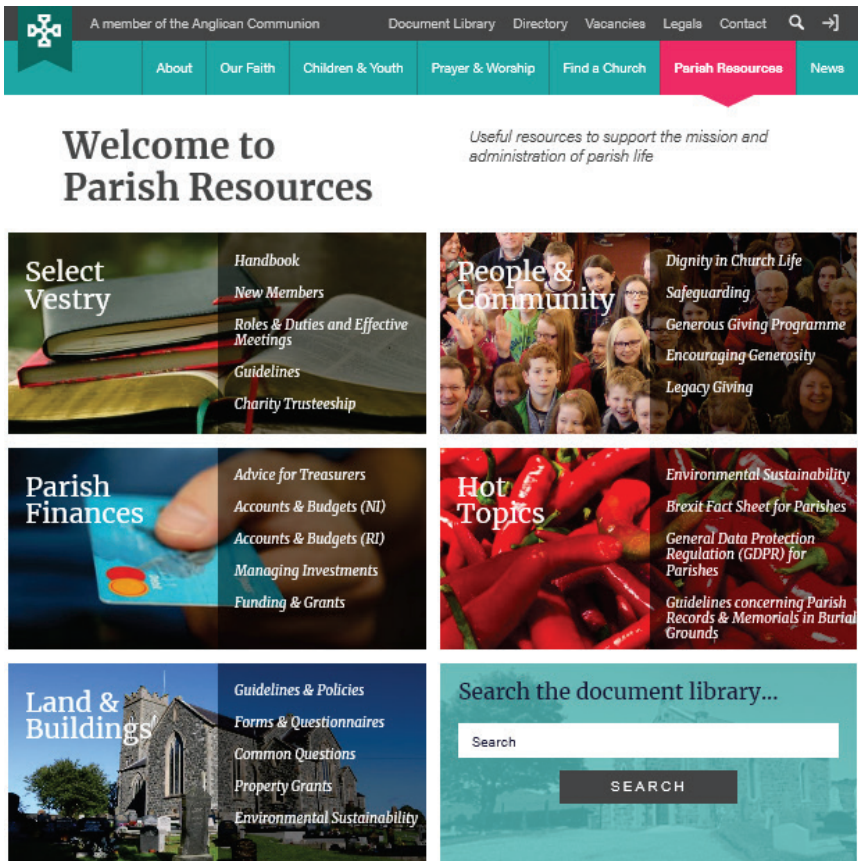 A member of the Anglican Communion
Document Library Directory Vacancies Legals Contact
About Our Faith Children & Youth Prayer & Worship Find a Church Parish Resources News
Welcome to
Parish Resources
Useful resources to support the mission and
administration of parish life
Select
Vestry
Handbook
New Members
Roles & Duties and Effective
Meetings
Guidelines
Charity Trusteeship
People &
Community
Dignity in Church Life
Safeguarding
Generous Giving Programme
Encouraging Generosity
Legacy Giving
Parish
Finances
Advice for Treasurers
Accounts & Budgets (NI)
Accounts & Budgets (RI)
Managing Investments
Funding & Grants
Hot
Topics
Environmental Sustainability
Brexit Fact Sheet for Parishes
General Data Protection
Regulation (GDPR) for
Parishes
Guidelines concerning Parish
Records & Memorials in Burial
Grounds
Land &
Buildings
Guidelines & Policies
Forms & Questionnaires
Common Questions
Property Grants
Environmental Sustainability
Search the document library...
Search
SEARCH